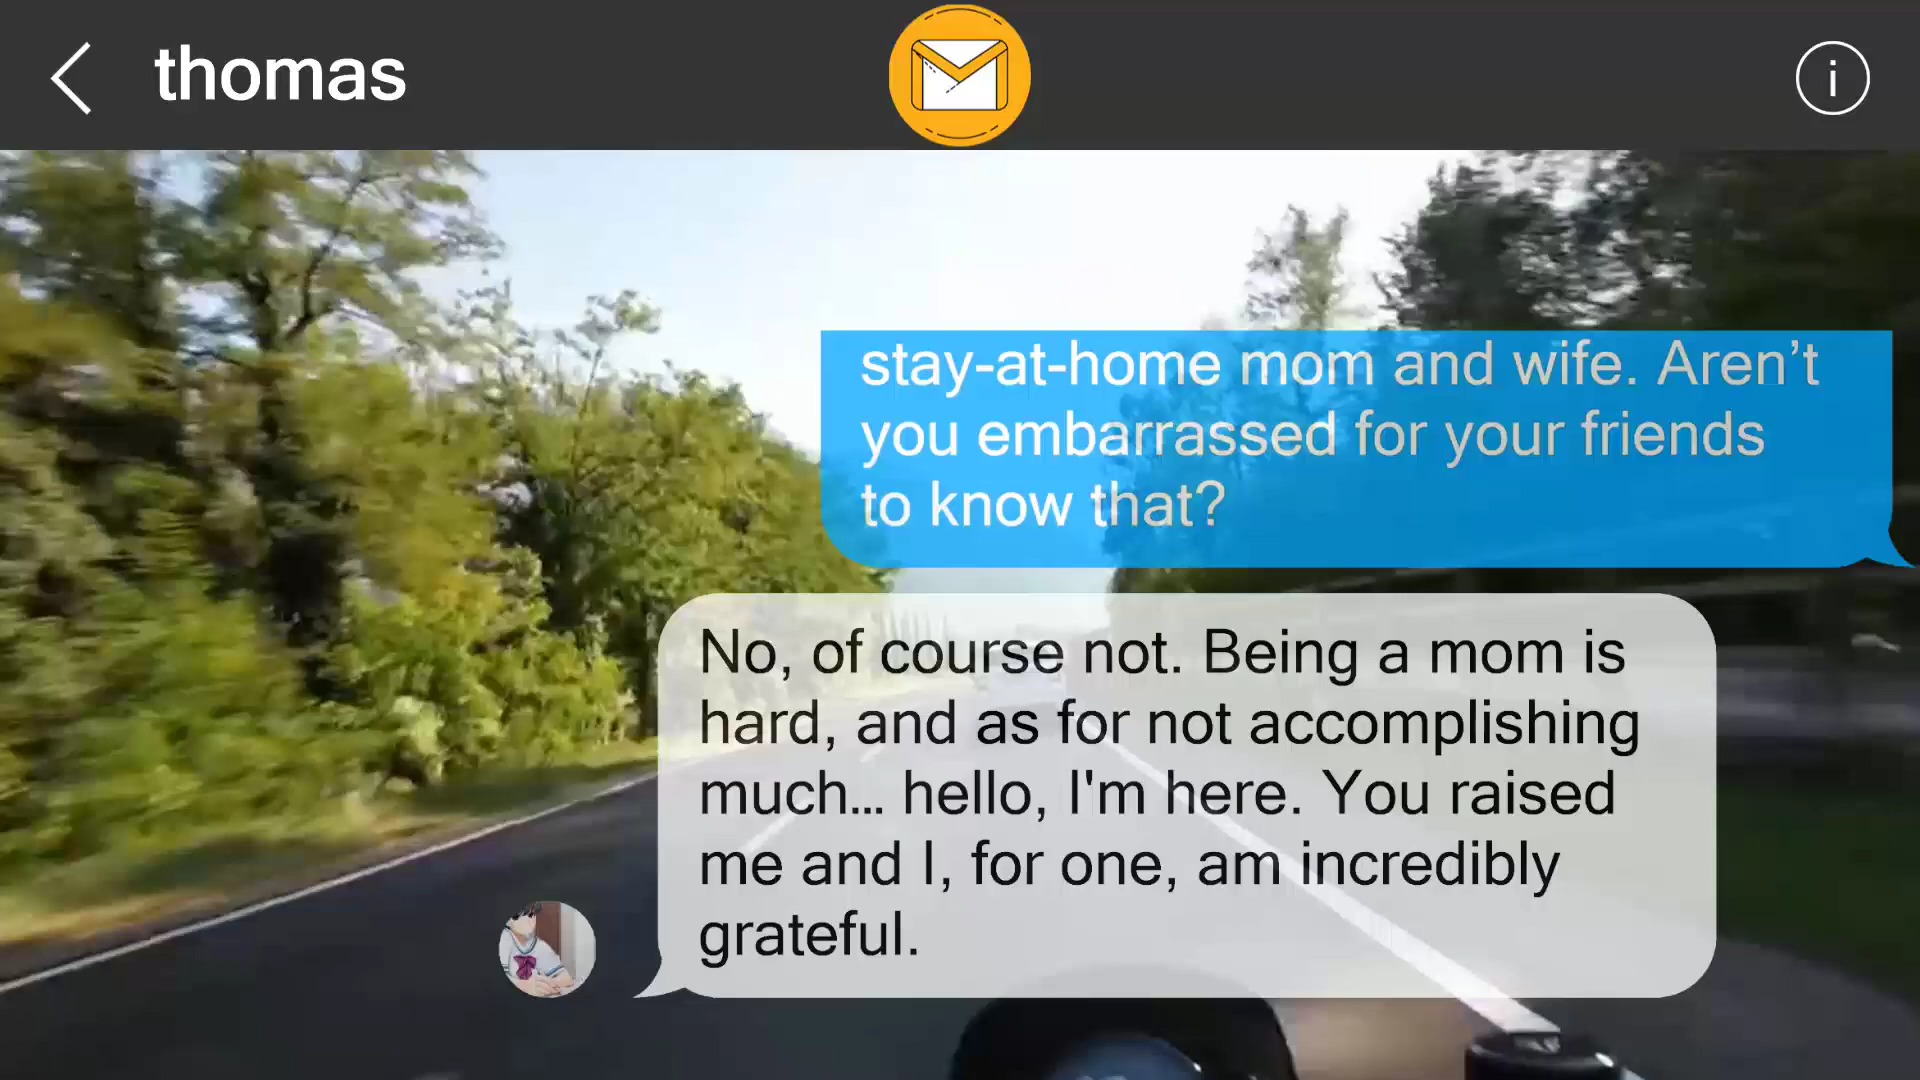 thomas
i
stay-at-home mom and wife. Aren’t
you embarrassed for your friends
to know that?
No, of course not. Being a mom is
hard, and as for not accomplishing
much... hello, I'm here. You raised
me and I, for one, am incredibly
grateful.